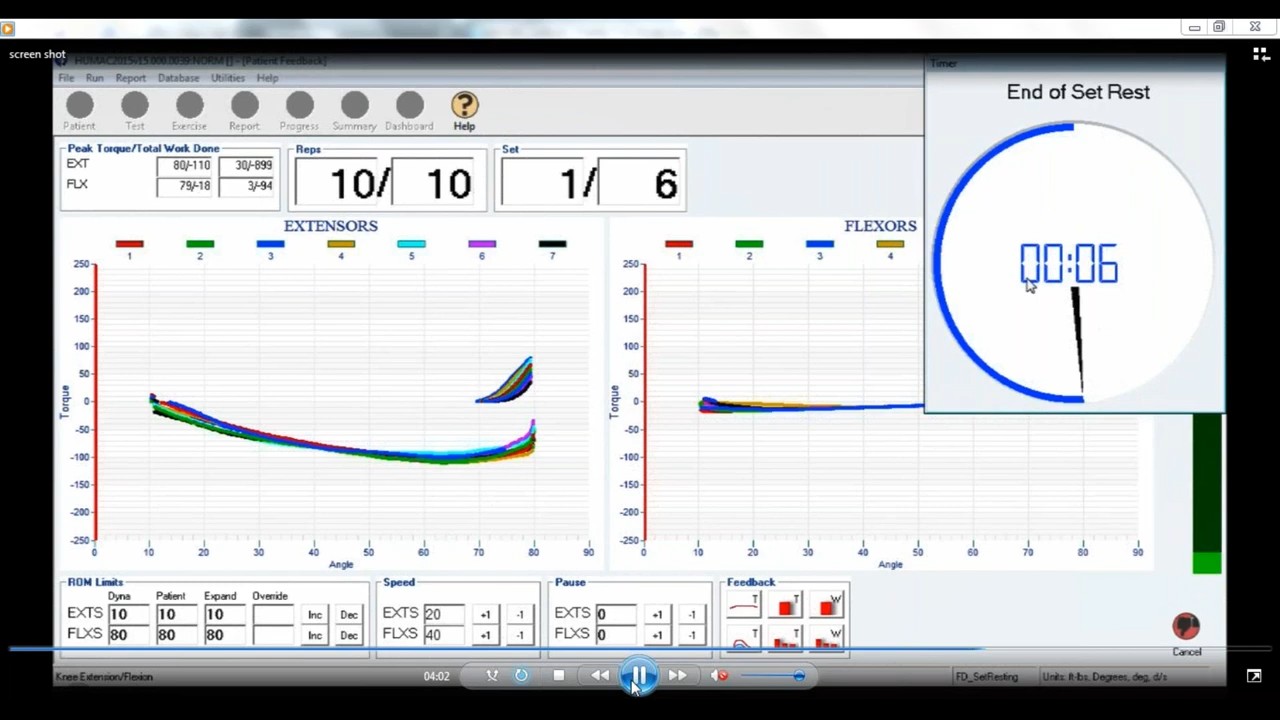 screen shot
HUMAC2015v15.000.0039:NORM [] - [Patient Feedback]
Timer
File Run Report Database Utilities Help
End of Set Rest
Patient Test Exercise Report Progress Summary Dashboard Help
Peak Torque/Total Work Done
EXT 80/-110 30/-899
FLX 79/-18 3/-94
Reps
10/ 10
Set
1/ 6
00:06
EXTENSORS
1 2 3 4 5 6 7
250
200
150
100
50
0
-50
-100
-150
-200
-250
Torque
0 10 20 30 40 50 60 70 80 90
Angle
FLEXORS
1 2 3 4
250
200
150
100
50
0
-50
-100
-150
-200
-250
Torque
0 10 20 30 40 50 60 70 80 90
Angle
ROM Limits
Dyna Patient Expand Override
EXTS 10 10 10 Inc Dec
FLXS 80 80 80 Inc Dec
Speed
EXTS 20 +1 -1
FLXS 40 +1 -1
Pause
EXTS 0 +1 -1
FLXS 0 +1 -1
Feedback
T T W
T W
Cancel
Knee Extension/Flexion
04:02
FD_SetResting
Units: ft-lbs, Degrees, deg, d/s